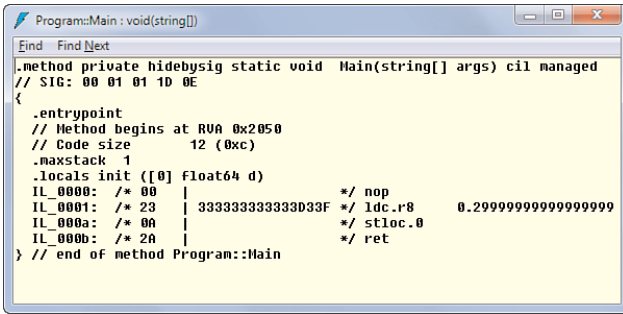 Program::Main : void(string[])
Find Find Next
.method private hidebysig static void  Main(string[] args) cil managed
// SIG: 00 01 01 1D 0E
{
  .entrypoint
  // Method begins at RVA 0x2050
  // Code size       12 (0xc)
  .maxstack  1
  .locals init ([0] float64 d)
  IL_0000:  /* 00   |                  */ nop
  IL_0001:  /* 23   | 333333333333D33F */ ldc.r8     0.29999999999999999
  IL_000a:  /* 0A   |                  */ stloc.0
  IL_000b:  /* 2A   |                  */ ret
} // end of method Program::Main